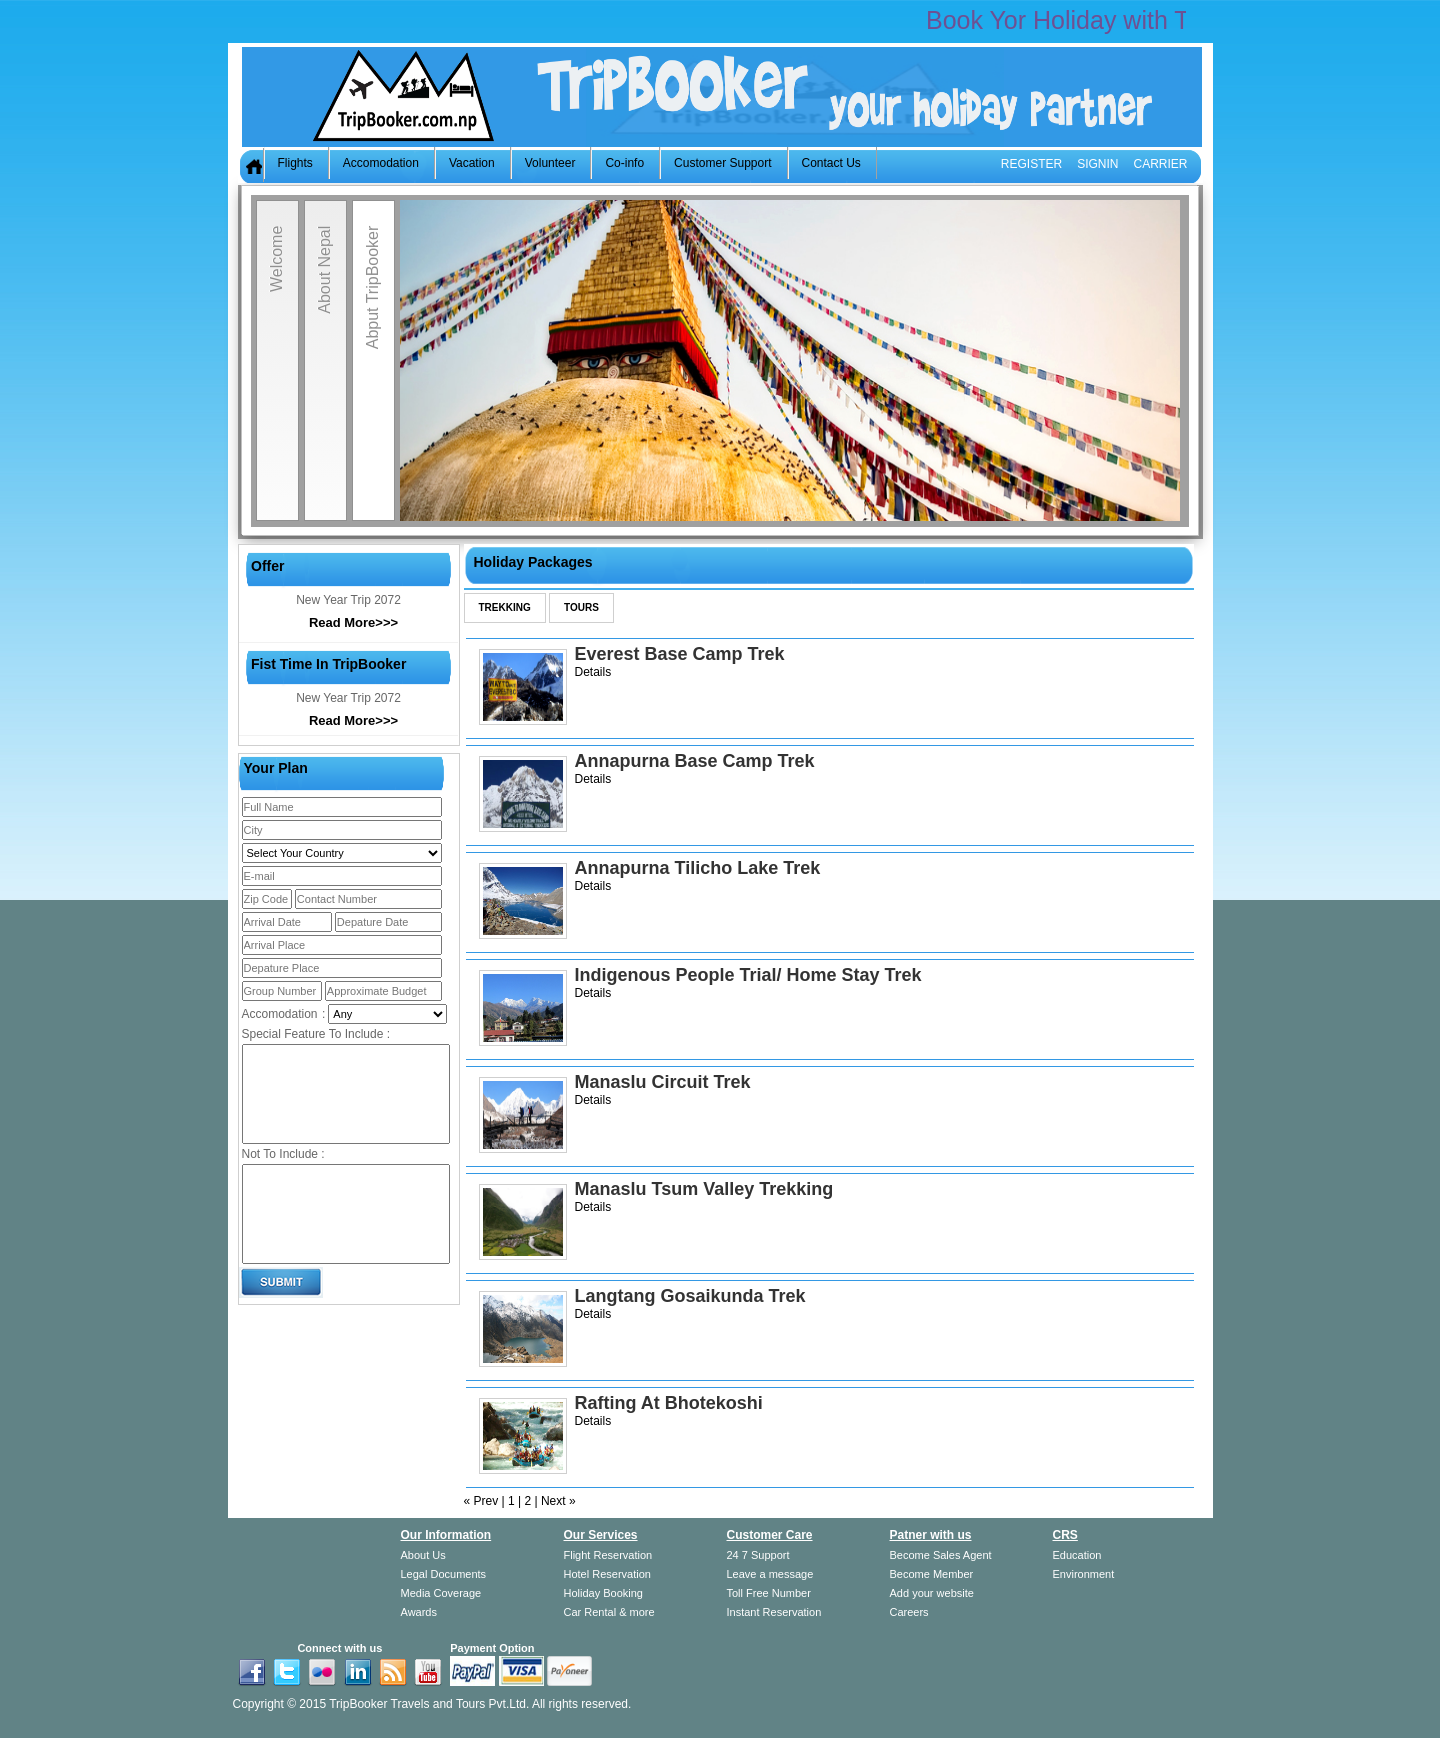 Book Yor Holiday with T
TripBooker.com.np
TripBooker your holiday partner
Flights Accomodation Vacation Volunteer Co-info Customer Support Contact Us REGISTER SIGNIN CARRIER
Welcome
About Nepal
Abput TripBooker
Offer
New Year Trip 2072
Read More>>>
Fist Time In TripBooker
New Year Trip 2072
Read More>>>
Your Plan
Full Name
City
Select Your Country
E-mail
Zip Code Contact Number
Arrival Date Depature Date
Arrival Place
Depature Place
Group Number Approximate Budget
Accomodation : Any
Special Feature To Include :
Not To Include :
SUBMIT
Holiday Packages
TREKKING TOURS
Everest Base Camp Trek
Details
Annapurna Base Camp Trek
Details
Annapurna Tilicho Lake Trek
Details
Indigenous People Trial/ Home Stay Trek
Details
Manaslu Circuit Trek
Details
Manaslu Tsum Valley Trekking
Details
Langtang Gosaikunda Trek
Details
Rafting At Bhotekoshi
Details
« Prev | 1 | 2 | Next »
Our Information
About Us
Legal Documents
Media Coverage
Awards
Our Services
Flight Reservation
Hotel Reservation
Holiday Booking
Car Rental & more
Customer Care
24 7 Support
Leave a message
Toll Free Number
Instant Reservation
Patner with us
Become Sales Agent
Become Member
Add your website
Careers
CRS
Education
Environment
Connect with us
Payment Option
You Tube
PayPal VISA Payoneer
Copyright © 2015 TripBooker Travels and Tours Pvt.Ltd. All rights reserved.